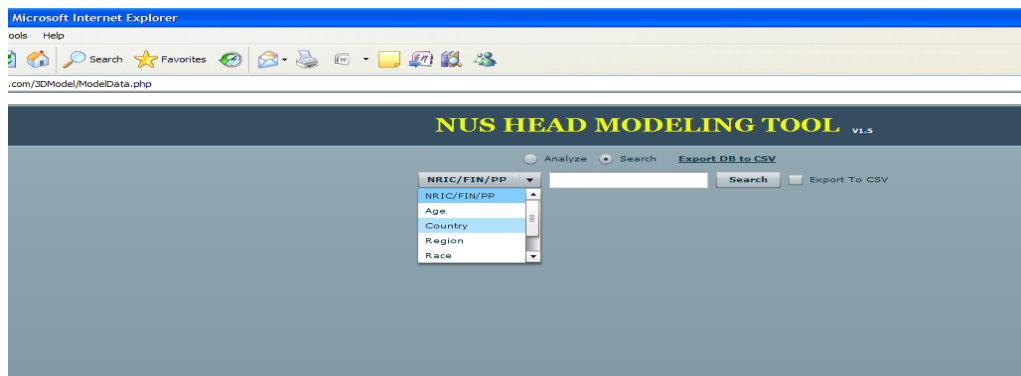 Microsoft Internet Explorer
ools Help
Search Favorites
.com/3DModel/ModelData.php
NUS HEAD MODELING TOOL V1.5
Analyze Search Export DB to CSV
NRIC/FIN/PP Search Export To CSV
NRIC/FIN/PP
Age
Country
Region
Race